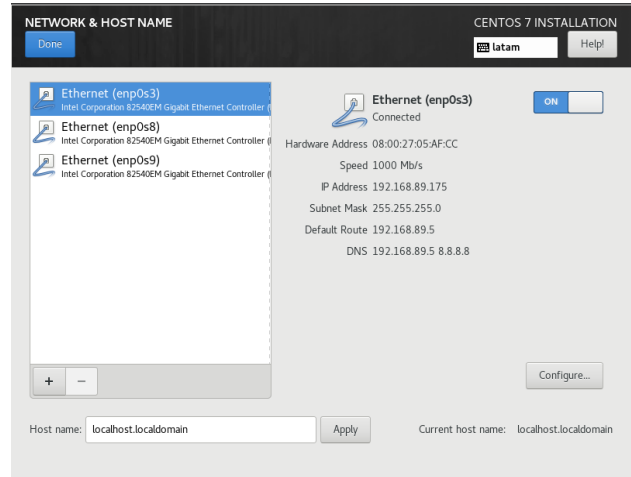 NETWORK & HOST NAME
CENTOS 7 INSTALLATION
Done
latam
Help!
Ethernet (enp0s3)
Intel Corporation 82540EM Gigabit Ethernet Controller (
Ethernet (enp0s8)
Intel Corporation 82540EM Gigabit Ethernet Controller (
Ethernet (enp0s9)
Intel Corporation 82540EM Gigabit Ethernet Controller (
Ethernet (enp0s3)
Connected
ON
Hardware Address 08:00:27:05:AF:CC
Speed 1000 Mb/s
IP Address 192.168.89.175
Subnet Mask 255.255.255.0
Default Route 192.168.89.5
DNS 192.168.89.5 8.8.8.8
+ −
Configure...
Host name: localhost.localdomain Apply Current host name: localhost.localdomain